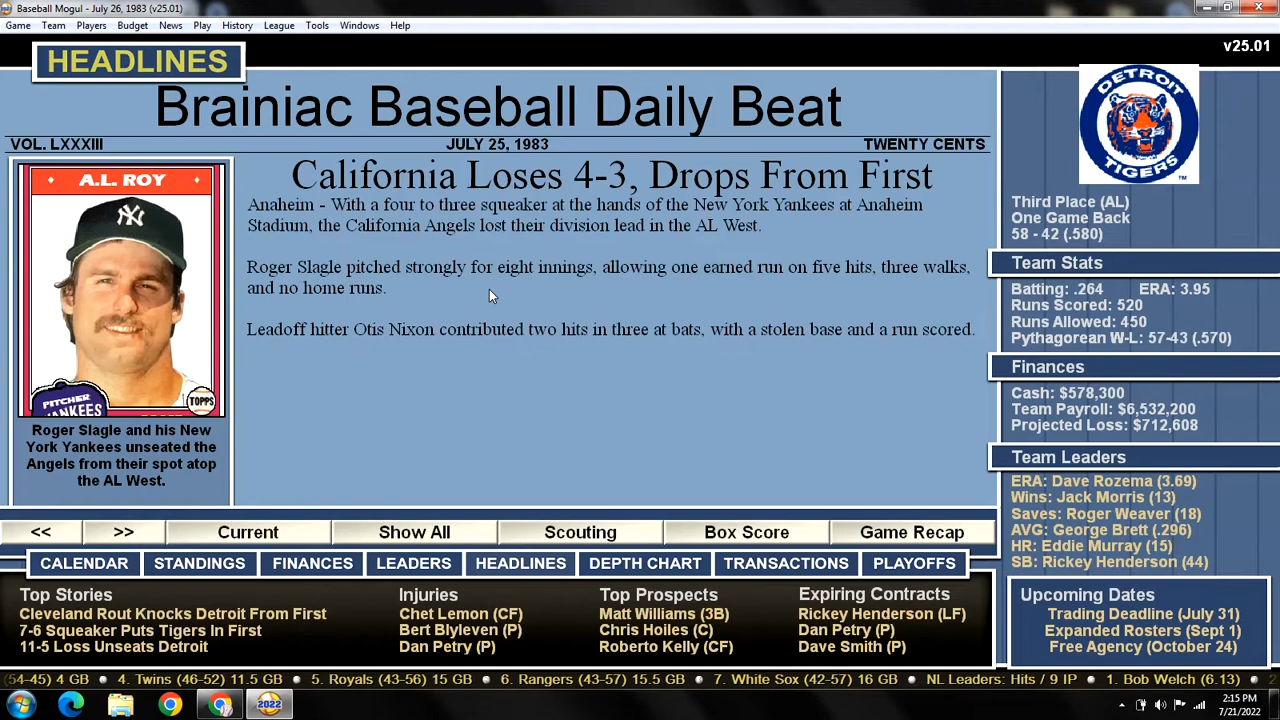 Baseball Mogul - July 26, 1983 (v25.01)
Game Team Players Budget News Play History League Tools Windows Help
HEADLINES
v25.01
Brainiac Baseball Daily Beat
VOL. LXXXIII JULY 25, 1983 TWENTY CENTS
A.L. ROY
PITCHER
YANKEES
TOPPS
Roger Slagle and his New
York Yankees unseated the
Angels from their spot atop
the AL West.
California Loses 4-3, Drops From First
Anaheim - With a four to three squeaker at the hands of the New York Yankees at Anaheim
Stadium, the California Angels lost their division lead in the AL West.
Roger Slagle pitched strongly for eight innings, allowing one earned run on five hits, three walks,
and no home runs.
Leadoff hitter Otis Nixon contributed two hits in three at bats, with a stolen base and a run scored.
DETROIT
TIGERS
Third Place (AL)
One Game Back
58 - 42 (.580)
Team Stats
Batting: .264 ERA: 3.95
Runs Scored: 520
Runs Allowed: 450
Pythagorean W-L: 57-43 (.570)
Finances
Cash: $578,300
Team Payroll: $6,532,200
Projected Loss: $712,608
Team Leaders
ERA: Dave Rozema (3.69)
Wins: Jack Morris (13)
Saves: Roger Weaver (18)
AVG: George Brett (.296)
HR: Eddie Murray (15)
SB: Rickey Henderson (44)
<< >> Current Show All Scouting Box Score Game Recap
CALENDAR STANDINGS FINANCES LEADERS HEADLINES DEPTH CHART TRANSACTIONS PLAYOFFS
Top Stories
Cleveland Rout Knocks Detroit From First
7-6 Squeaker Puts Tigers In First
11-5 Loss Unseats Detroit
Injuries
Chet Lemon (CF)
Bert Blyleven (P)
Dan Petry (P)
Top Prospects
Matt Williams (3B)
Chris Hoiles (C)
Roberto Kelly (CF)
Expiring Contracts
Rickey Henderson (LF)
Dan Petry (P)
Dave Smith (P)
Upcoming Dates
Trading Deadline (July 31)
Expanded Rosters (Sept 1)
Free Agency (October 24)
(54-45) 4 GB • 4. Twins (46-52) 11.5 GB • 5. Royals (43-56) 15 GB • 6. Rangers (43-57) 15.5 GB • 7. White Sox (42-57) 16 GB • NL Leaders: Hits / 9 IP • 1. Bob Welch (6.13) •
2022
2:15 PM
7/21/2022